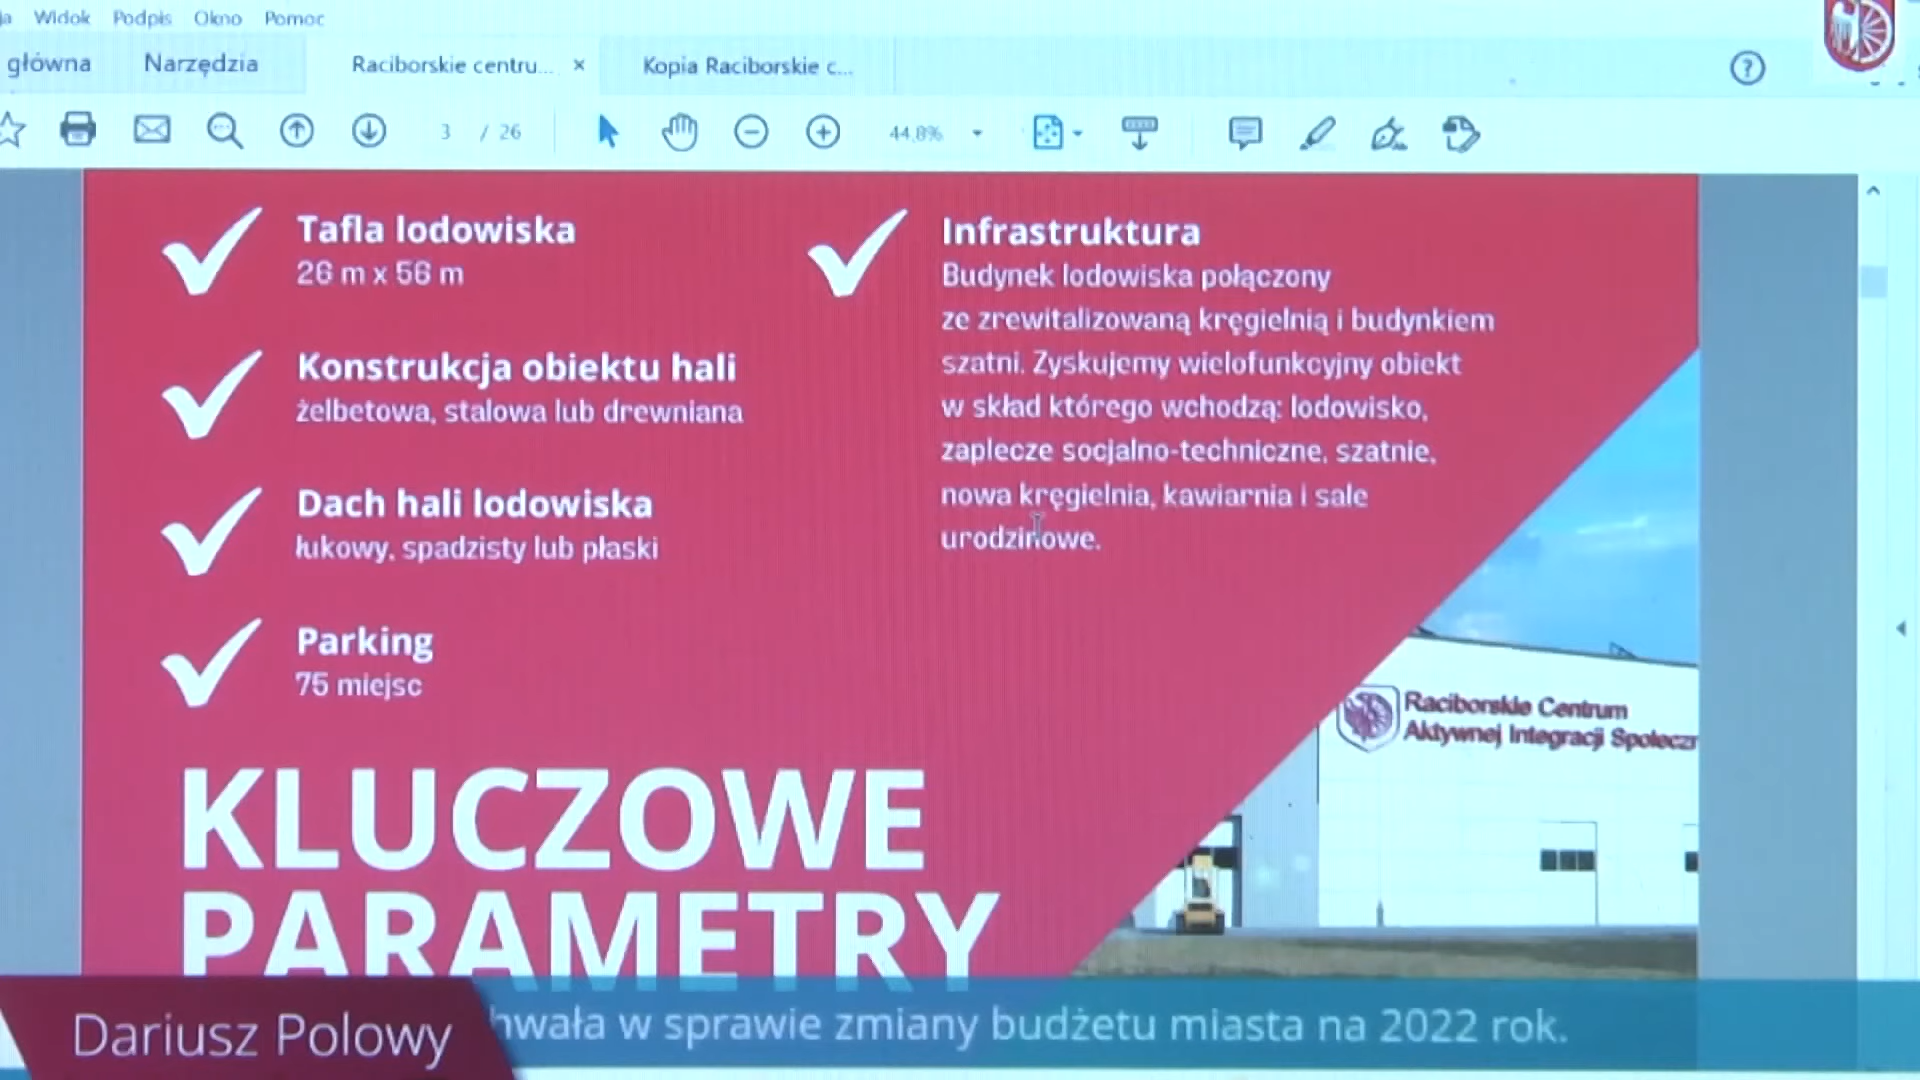 Widok Podpis Okno Pomoc
główna Narzędzia Raciborskie centru... × Kopia Raciborskie c...
3 / 26 44,8%
Tafla lodowiska
26 m x 56 m
Konstrukcja obiektu hali
żelbetowa, stalowa lub drewniana
Dach hali lodowiska
łukowy, spadzisty lub płaski
Parking
75 miejsc
Infrastruktura
Budynek lodowiska połączony
ze zrewitalizowaną kręgielnią i budynkiem
szatni. Zyskujemy wielofunkcyjny obiekt
w skład którego wchodzą: lodowisko,
zaplecze socjalno-techniczne, szatnie,
nowa kręgielnia, kawiarnia i sale
urodzinowe.
Raciborskie Centrum
Aktywnej Integracji Społeczn
KLUCZOWE
PARAMETRY
Dariusz Polowy
hwała w sprawie zmiany budżetu miasta na 2022 rok.